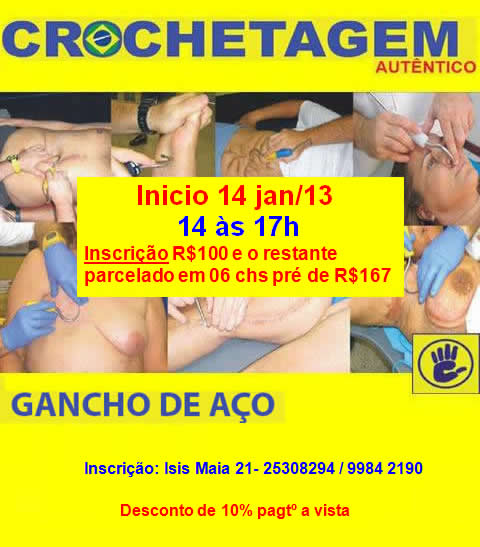 CROCHETAGEM
AUTÊNTICO
Inicio 14 jan/13
14 às 17h
Inscrição R$100 e o restante
parcelado em 06 chs pré de R$167
GANCHO DE AÇO
Inscrição: Isis Maia 21- 25308294 / 9984 2190
Desconto de 10% pagtº a vista